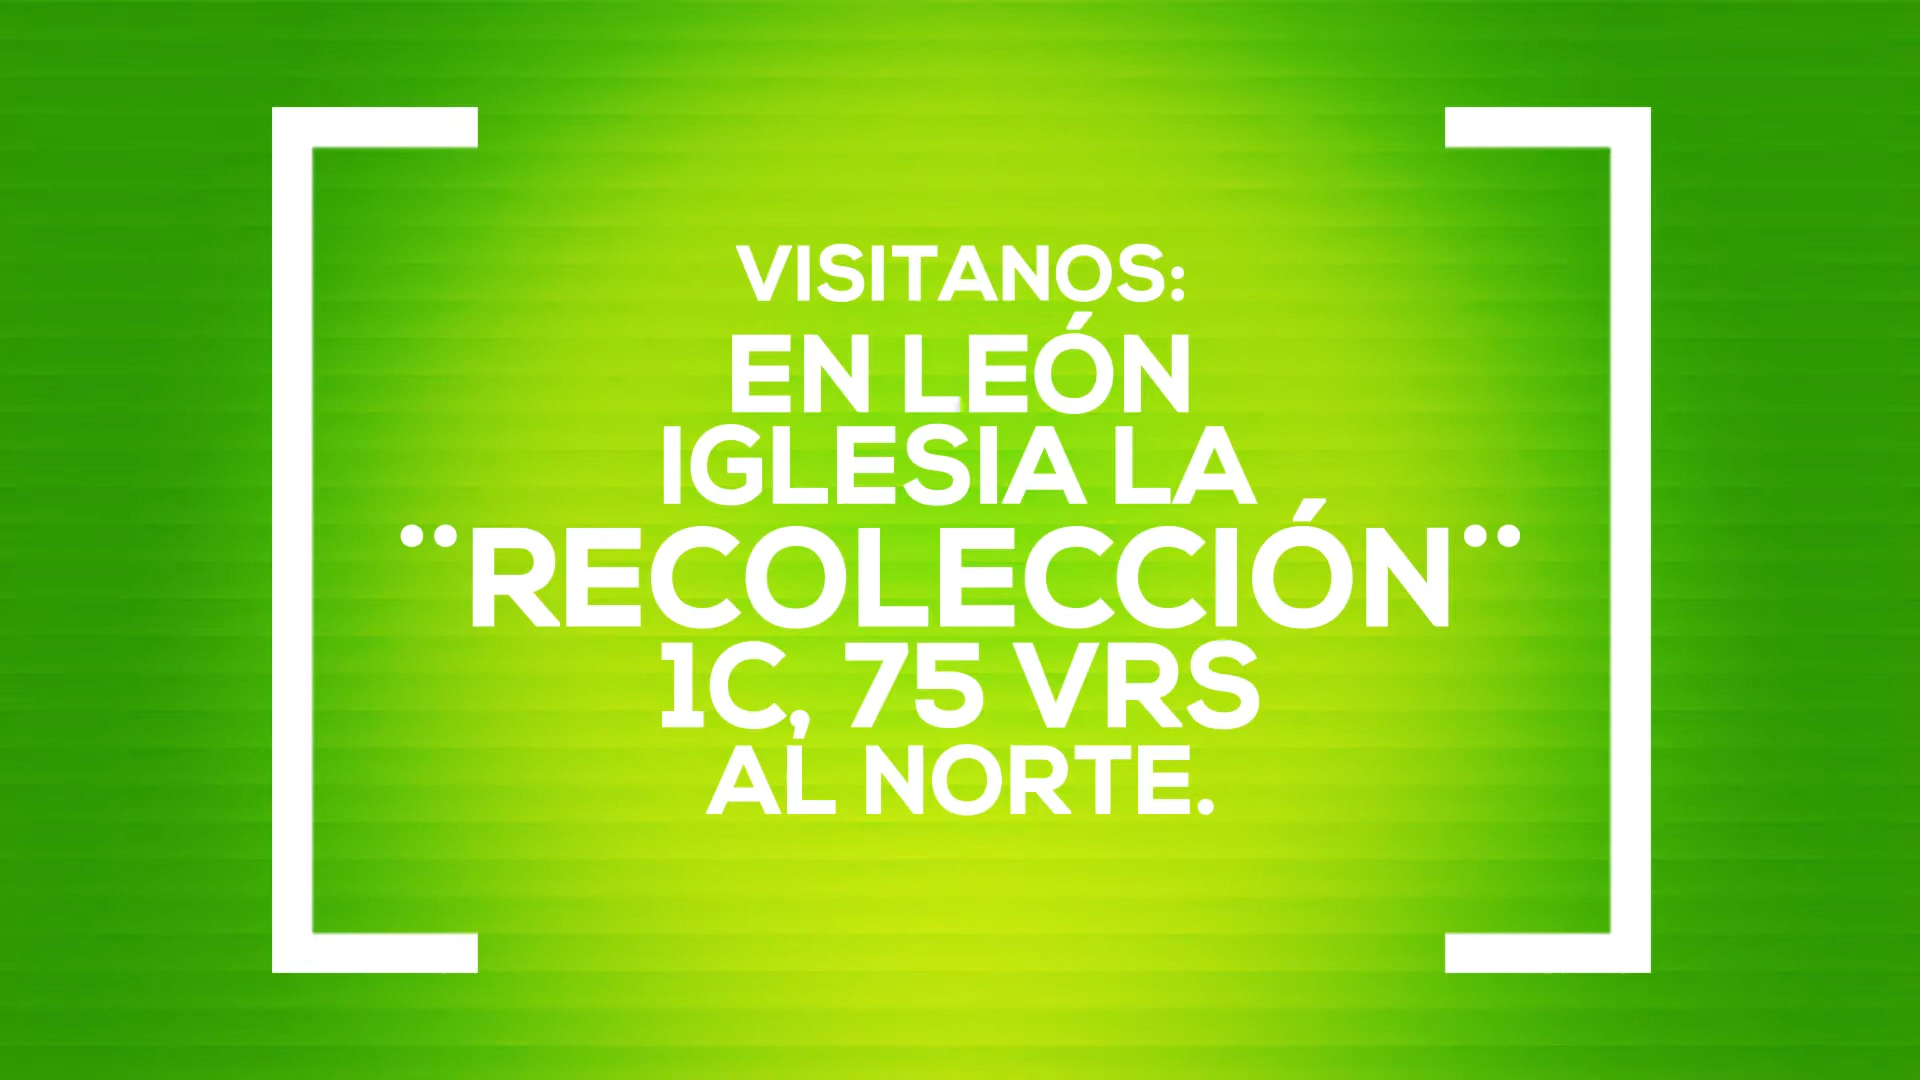 VISITANOS:
EN LEÓN
IGLESIA LA
¨RECOLECCIÓN¨
1C, 75 VRS
AL NORTE.